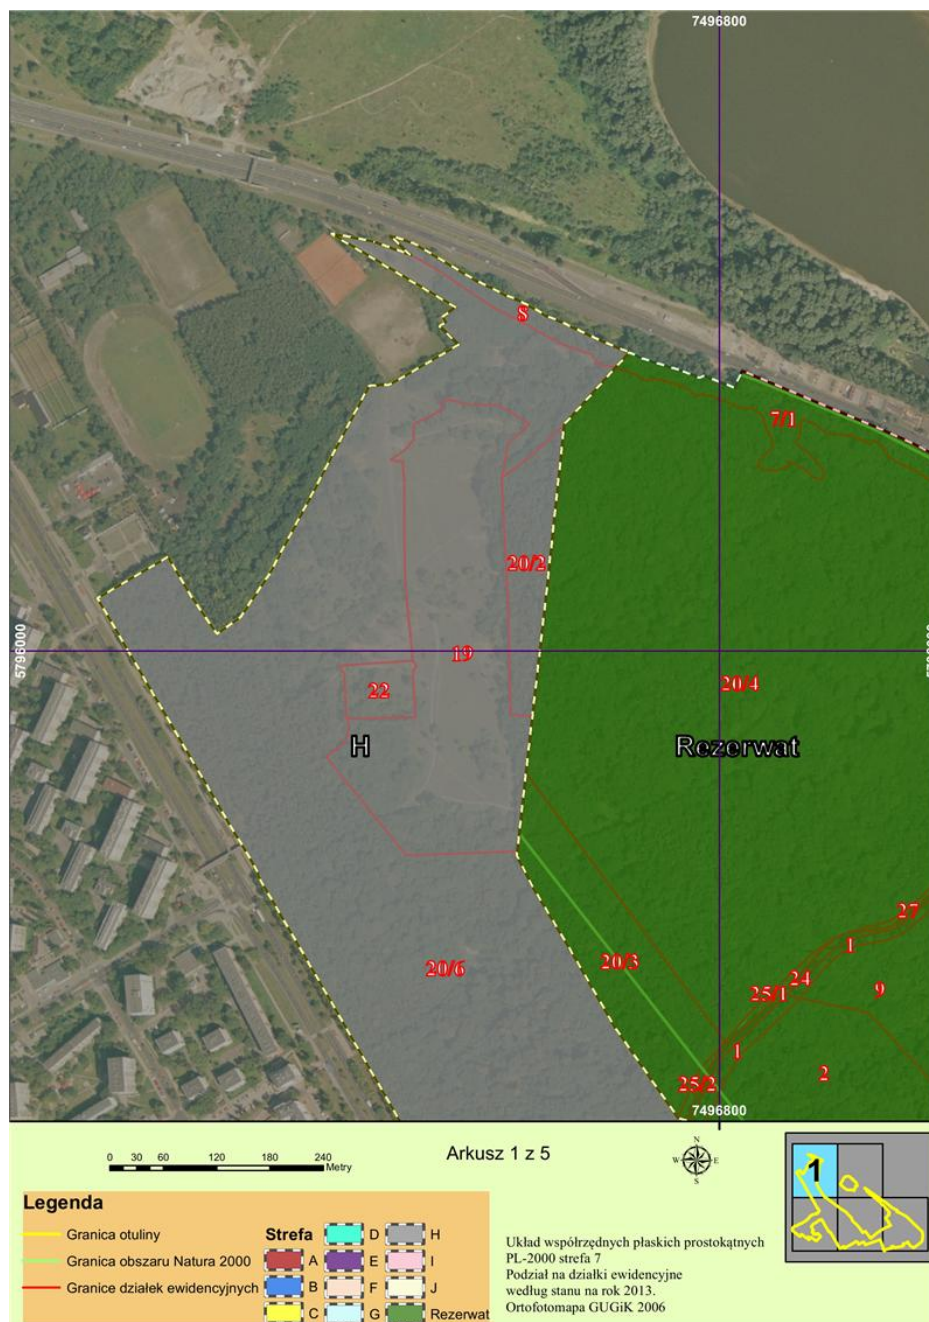 7496800
8
7/1
20/2
5796000
19
22
20/4
H
Rezerwat
27
1
20/6
20/3
24
9
25/1
1
2
25/2
7496800
0 30 60 120 180 240
Metry
Arkusz 1 z 5
N
W E
S
1
Legenda
Granica otuliny
Granica obszaru Natura 2000
Granice działek ewidencyjnych
Strefa
A
B
C
D
E
F
G
H
I
J
Rezerwat
Układ współrzędnych płaskich prostokątnych
PL-2000 strefa 7
Podział na działki ewidencyjne
według stanu na rok 2013.
Ortofotomapa GUGiK 2006